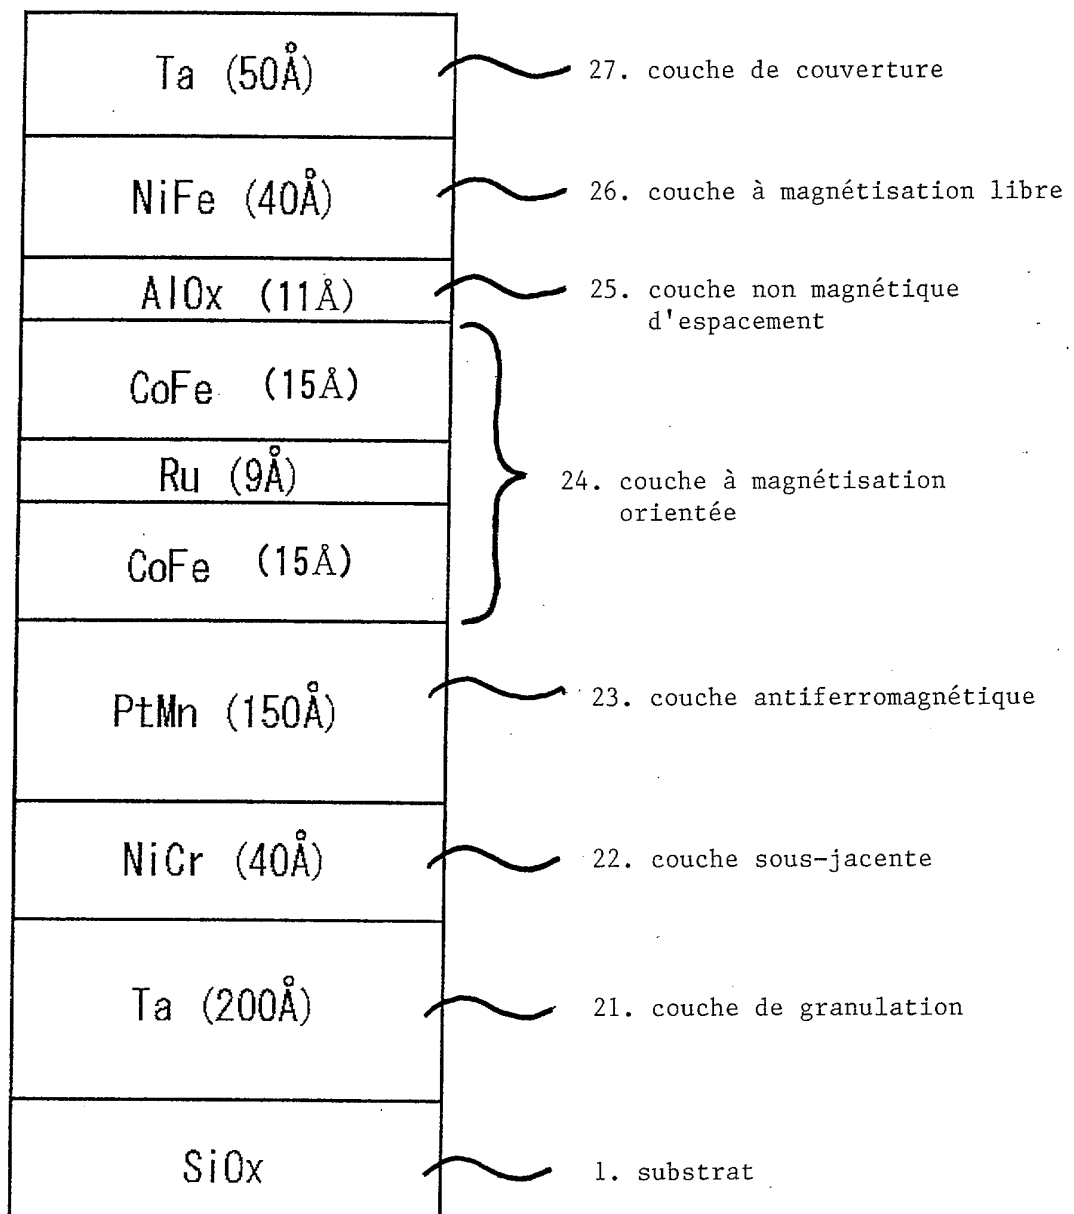 Ta (50Å)
27. couche de couverture
NiFe (40Å)
26. couche à magnétisation libre
AlOx (11Å)
25. couche non magnétique
d'espacement
CoFe (15Å)
Ru (9Å)
24. couche à magnétisation
orientée
CoFe (15Å)
PtMn (150Å)
23. couche antiferromagnétique
NiCr (40Å)
22. couche sous-jacente
Ta (200Å)
21. couche de granulation
SiOx
1. substrat